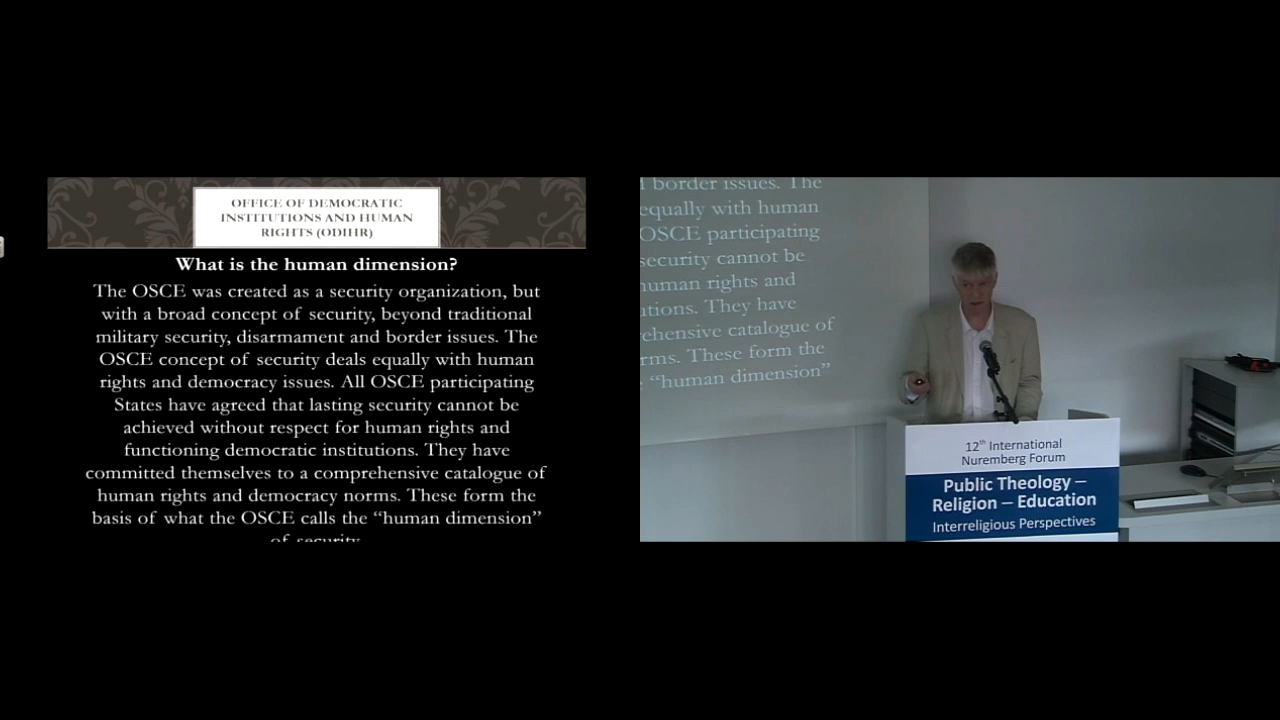 OFFICE OF DEMOCRATIC
INSTITUTIONS AND HUMAN
RIGHTS (ODIHR)
What is the human dimension?
The OSCE was created as a security organization, but
with a broad concept of security, beyond traditional
military security, disarmament and border issues. The
OSCE concept of security deals equally with human
rights and democracy issues. All OSCE participating
States have agreed that lasting security cannot be
achieved without respect for human rights and
functioning democratic institutions. They have
committed themselves to a comprehensive catalogue of
human rights and democracy norms. These form the
basis of what the OSCE calls the “human dimension”
of security
border issues. The
equally with human
OSCE participating
security cannot be
human rights and
They have
catalogue of
These form the
“human dimension”
12th International
Nuremberg Forum
Public Theology –
Religion – Education
Interreligious Perspectives